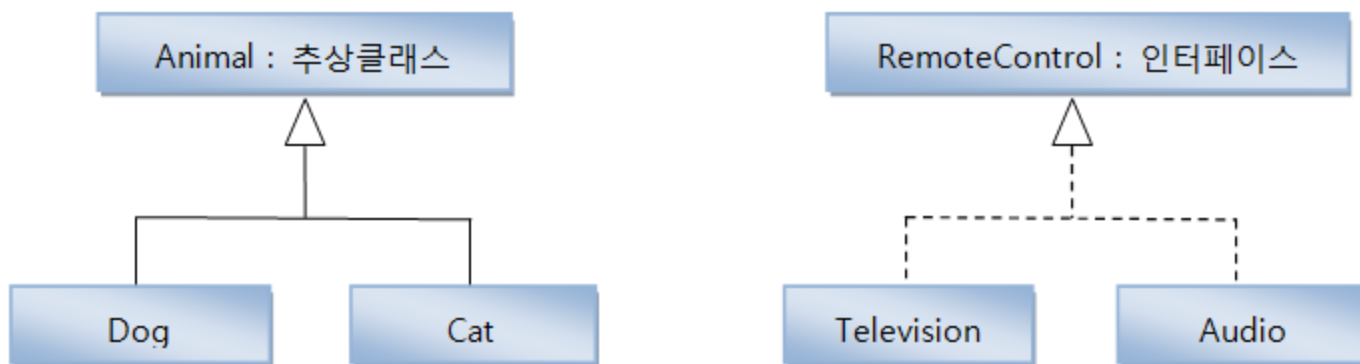 Animal : 추상클래스
RemoteControl : 인터페이스
Dog
Cat
Television
Audio